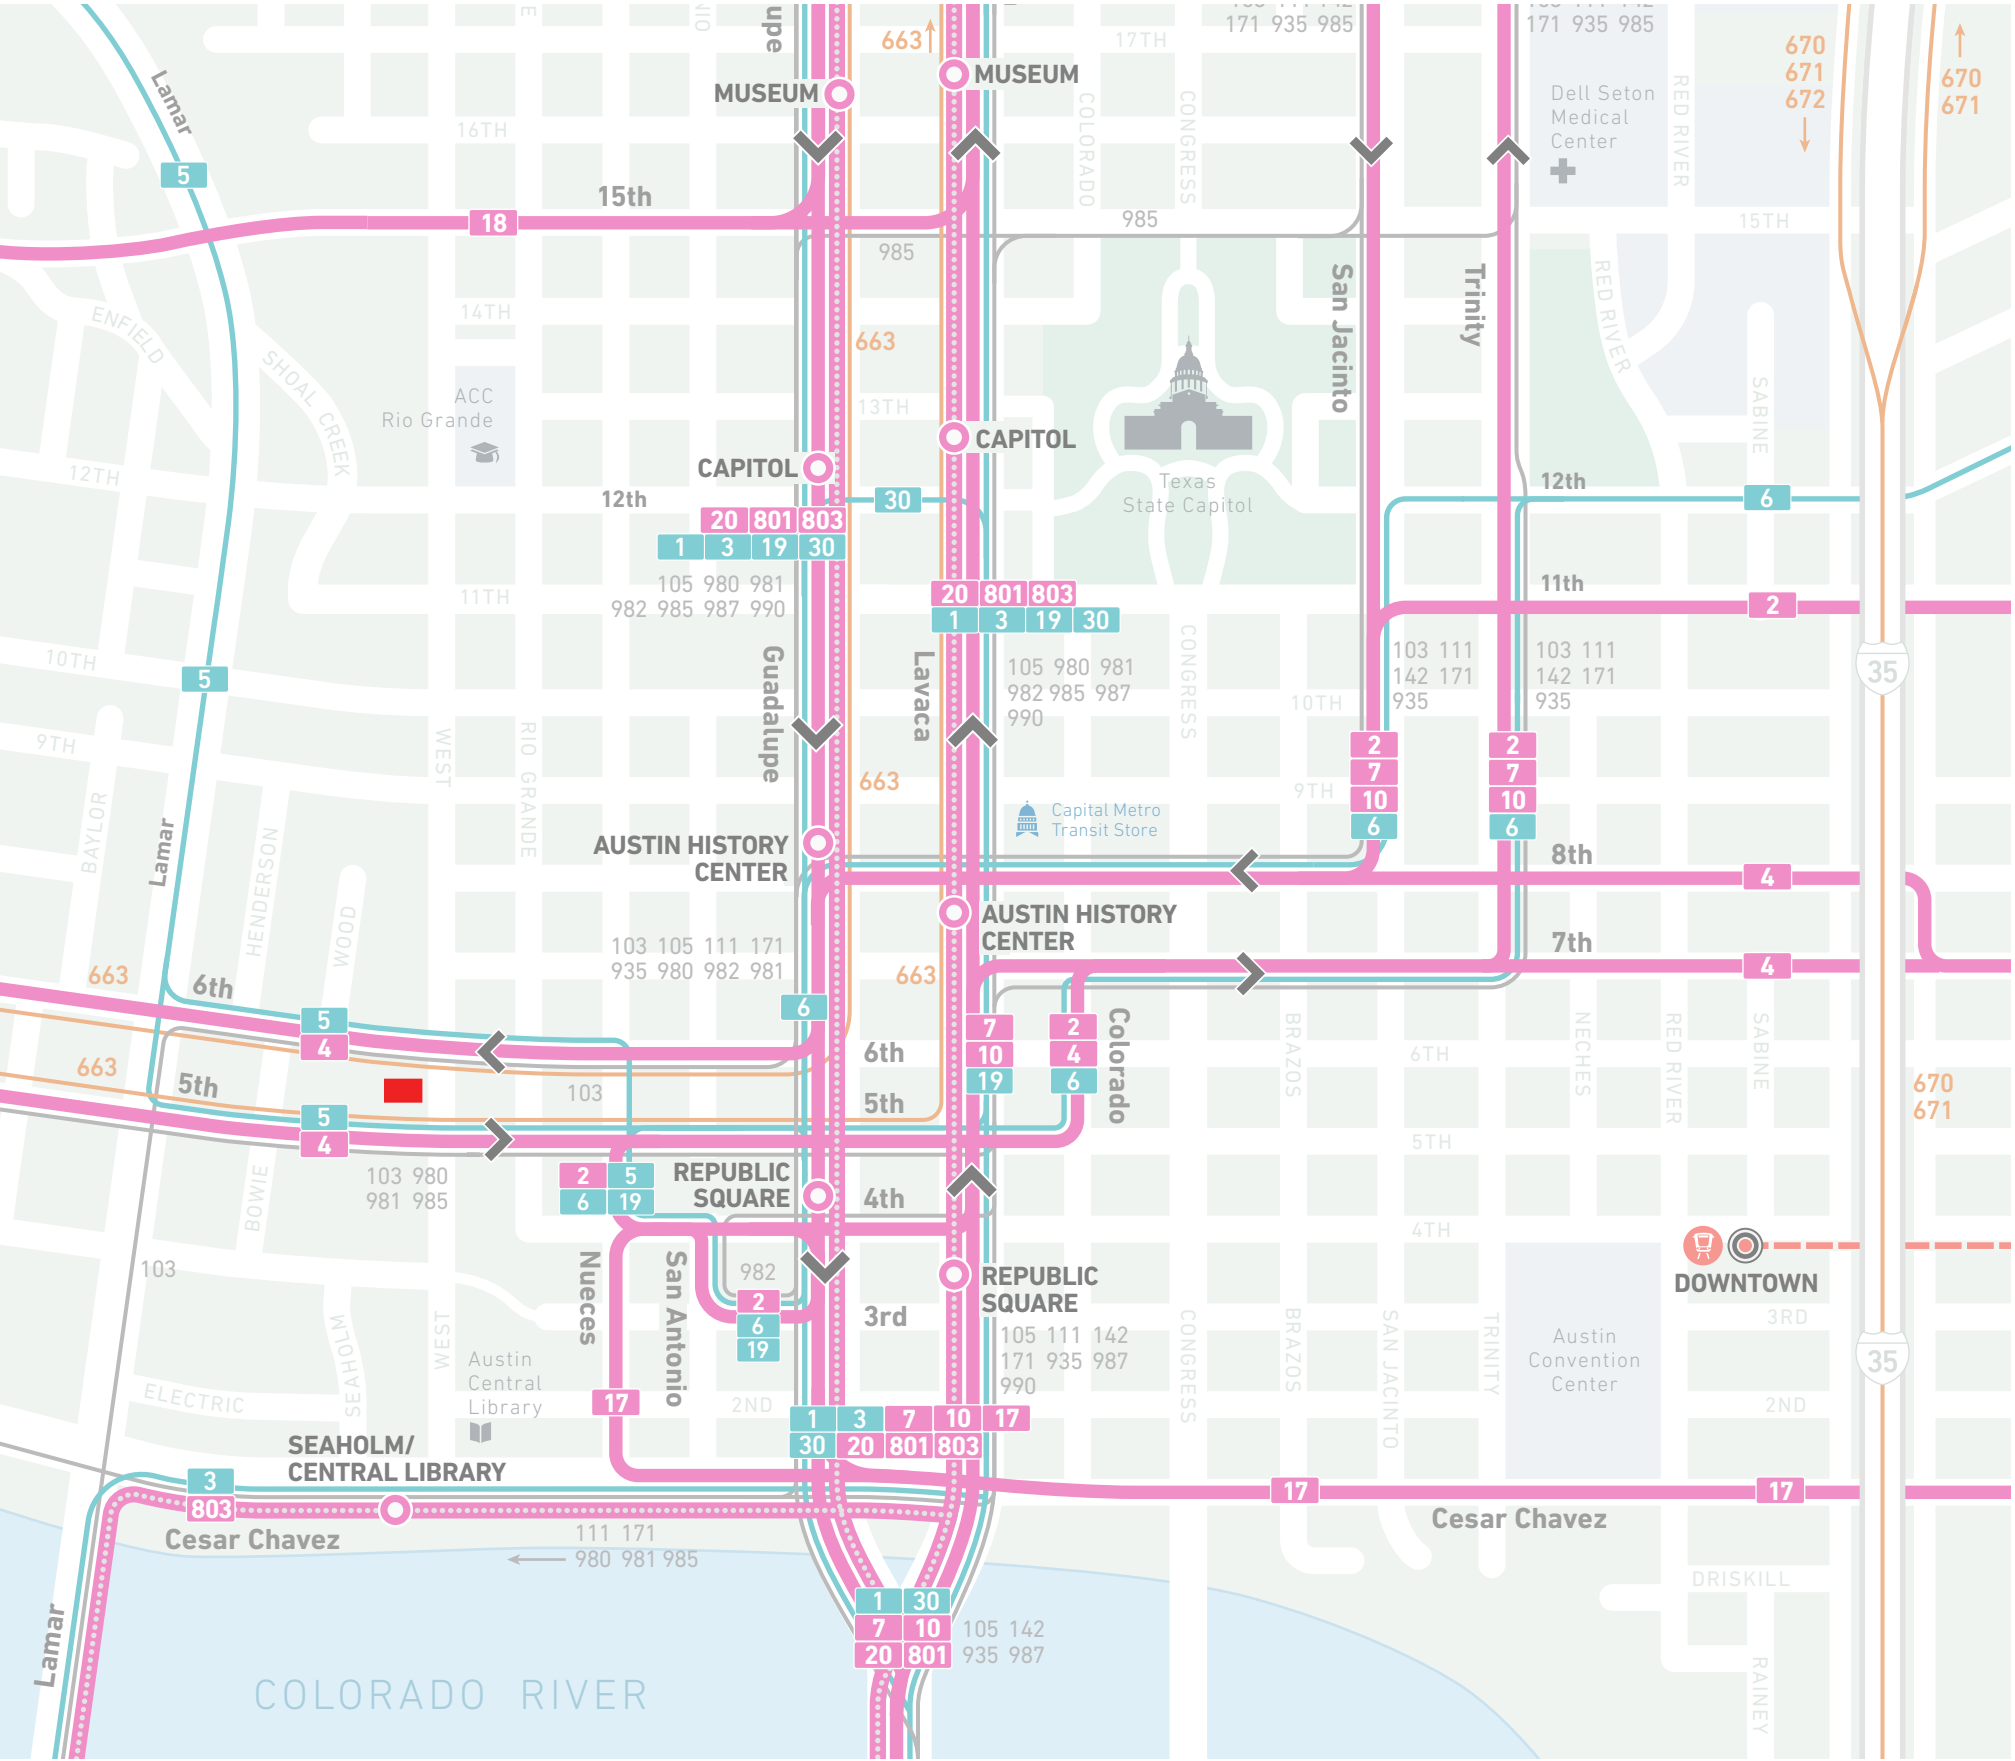 171 935 985
171 935 985
17TH
663
upe
MUSEUM
MUSEUM
670
671
672
670
671
Lamar
Dell Seton
Medical
Center
RED RIVER
COLORADO
CONGRESS
16TH
5
15th
18
985
985
15TH
San Jacinto
Trinity
RED RIVER
ENFIELD
14TH
663
SHOAL CREEK
ACC
Rio Grande
13TH
SABINE
CAPITOL
CAPITOL
12TH
12th
30
Texas
State Capitol
12th
6
20 801 803
1 3 19 30
105 980 981
982 985 987 990
11TH
20 801 803
1 3 19 30
11th
2
10TH
5
Guadalupe
Lavaca
105 980 981
982 985 987
990
CONGRESS
103 111
142 171
935
103 111
142 171
935
35
10TH
9TH
WEST
RIO GRANDE
2
7
10
6
2
7
10
6
663
9TH
Capital Metro
Transit Store
BAYLOR
Lamar
HENDERSON
WOOD
AUSTIN HISTORY
CENTER
8th
4
AUSTIN HISTORY
CENTER
7th
4
103 105 111 171
935 980 982 981
663
663
6th
6
5
4
7
10
19
2
4
6
Colorado
BRAZOS
NECHES
RED RIVER
SABINE
6th
6TH
663
5th
103
5th
670
671
5
4
5TH
103 980
981 985
BOWIE
2 5
6 19
REPUBLIC
SQUARE
4th
4TH
103
Nueces
San Antonio
982
2
6
19
3rd
REPUBLIC
SQUARE
105 111 142
171 935 987
990
DOWNTOWN
3RD
SEAHOLM
WEST
CONGRESS
BRAZOS
SAN JACINTO
TRINITY
Austin
Convention
Center
35
Austin
Central
Library
ELECTRIC
17
2ND
2ND
1 3 7 10 17
30 20 801 803
SEAHOLM/
CENTRAL LIBRARY
3
803
17
17
Cesar Chavez
Cesar Chavez
111 171
980 981 985
DRISKILL
1 30
7 10
20 801
105 142
935 987
Lamar
COLORADO RIVER
RAINEY